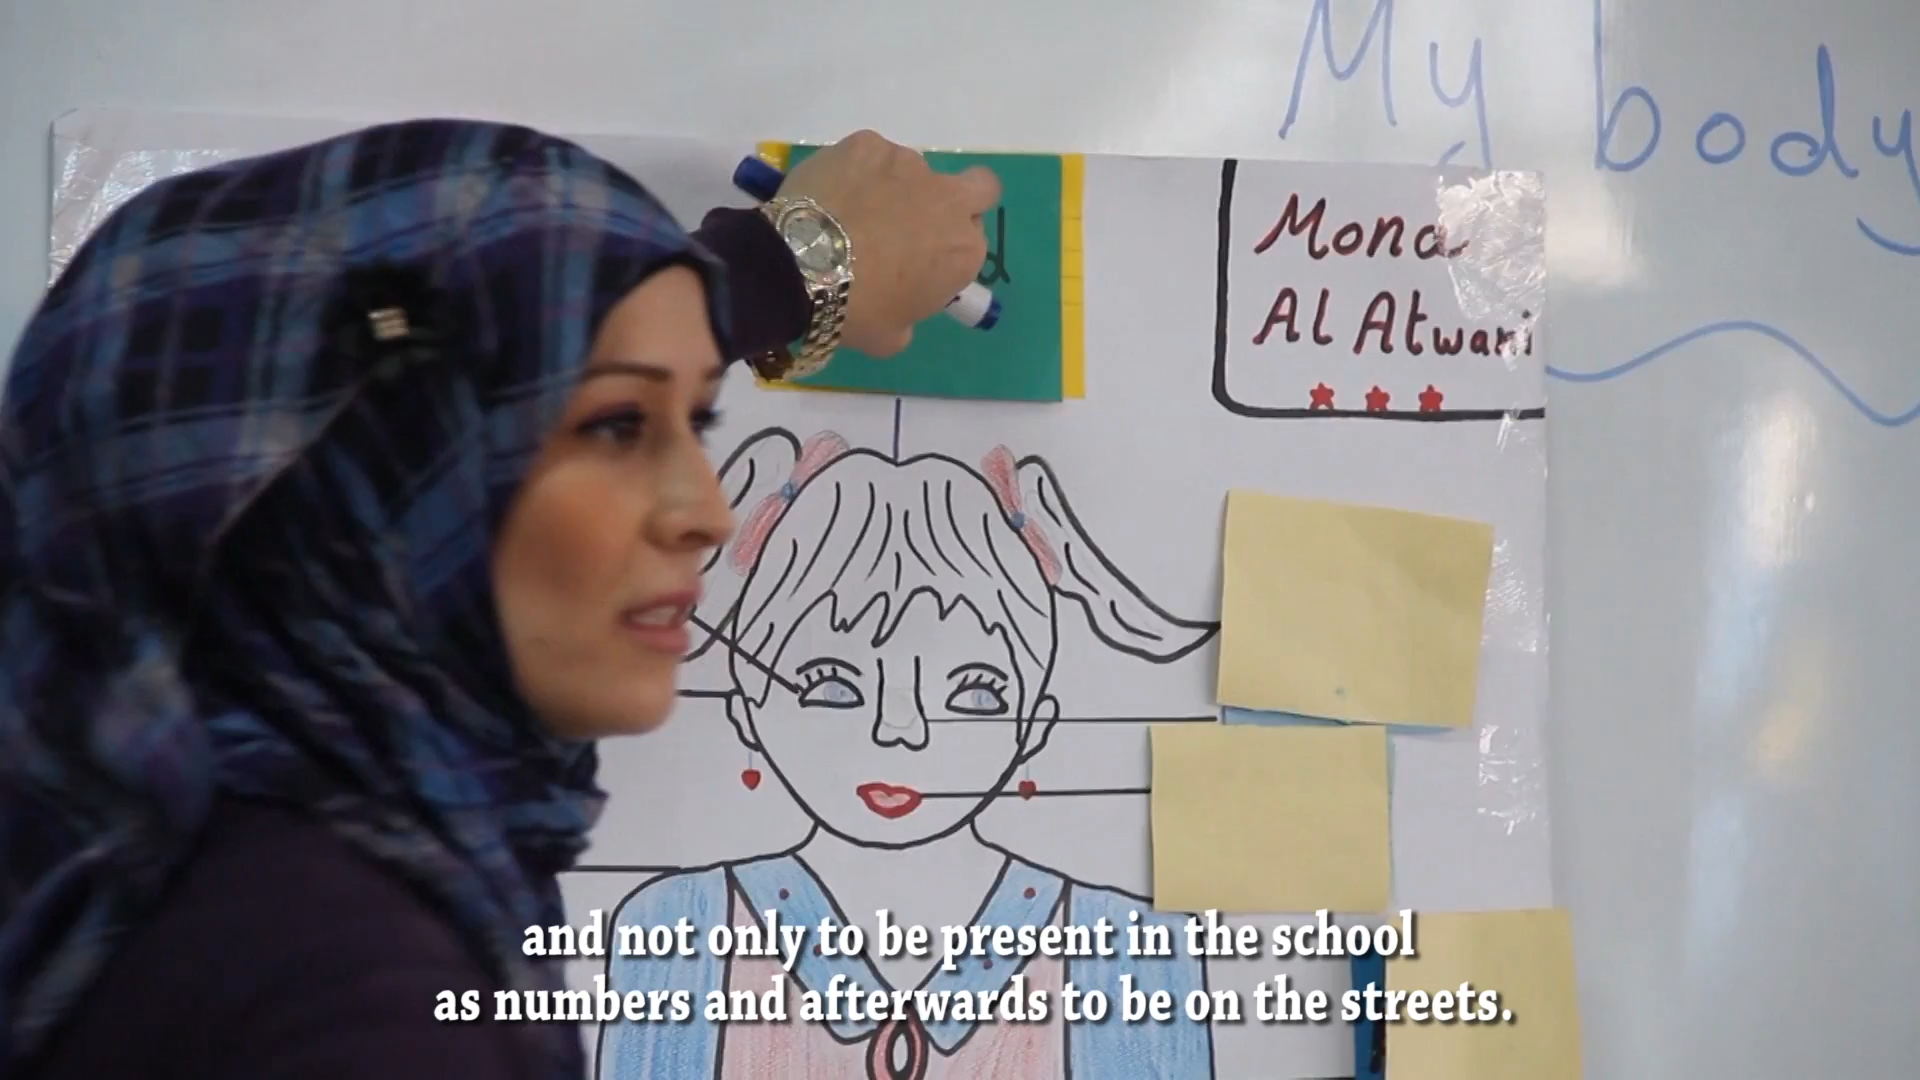 My body
Mona
Al Atwani
and not only to be present in the school
as numbers and afterwards to be on the streets.